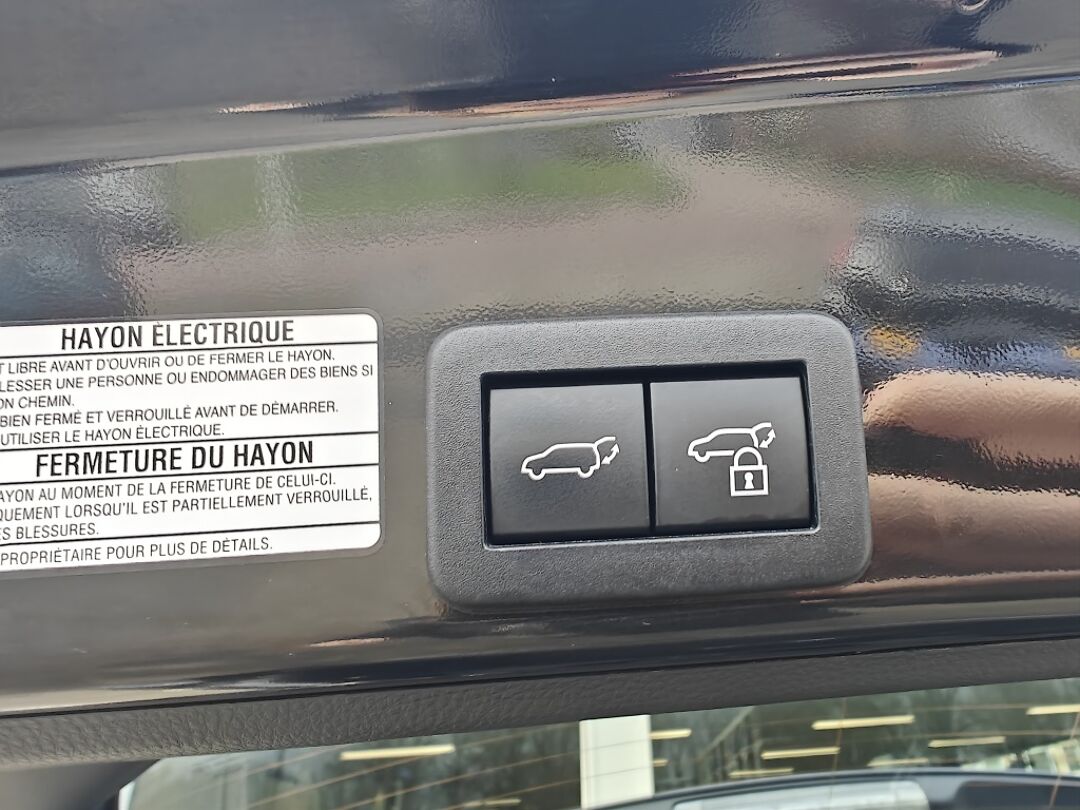 HAYON ÉLECTRIQUE
T LIBRE AVANT D'OUVRIR OU DE FERMER LE HAYON.
LESSER UNE PERSONNE OU ENDOMMAGER DES BIENS SI
ON CHEMIN.
BIEN FERMÉ ET VERROUILLÉ AVANT DE DÉMARRER.
UTILISER LE HAYON ÉLECTRIQUE.
FERMETURE DU HAYON
AYON AU MOMENT DE LA FERMETURE DE CELUI-CI.
QUEMENT LORSQU'IL EST PARTIELLEMENT VERROUILLÉ,
ES BLESSURES.
PROPRIÉTAIRE POUR PLUS DE DÉTAILS.